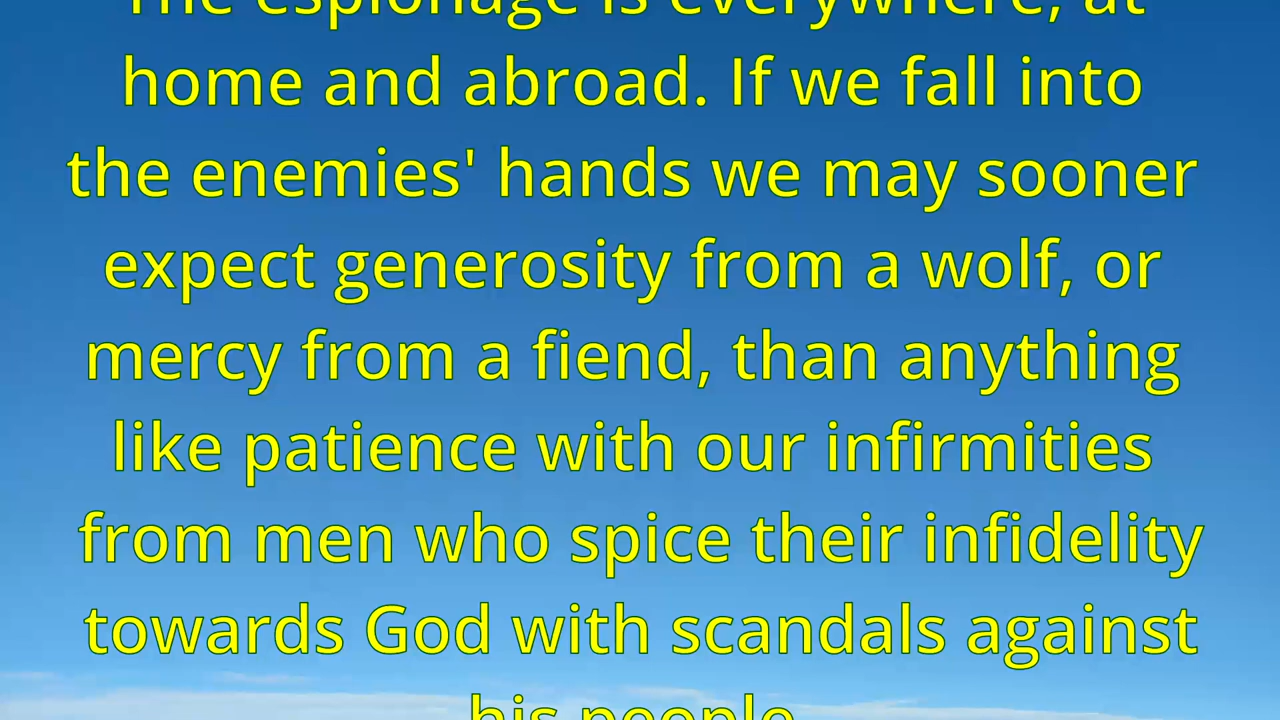 The espionage is everywhere, at
home and abroad. If we fall into
the enemies' hands we may sooner
expect generosity from a wolf, or
mercy from a fiend, than anything
like patience with our infirmities
from men who spice their infidelity
towards God with scandals against
his people